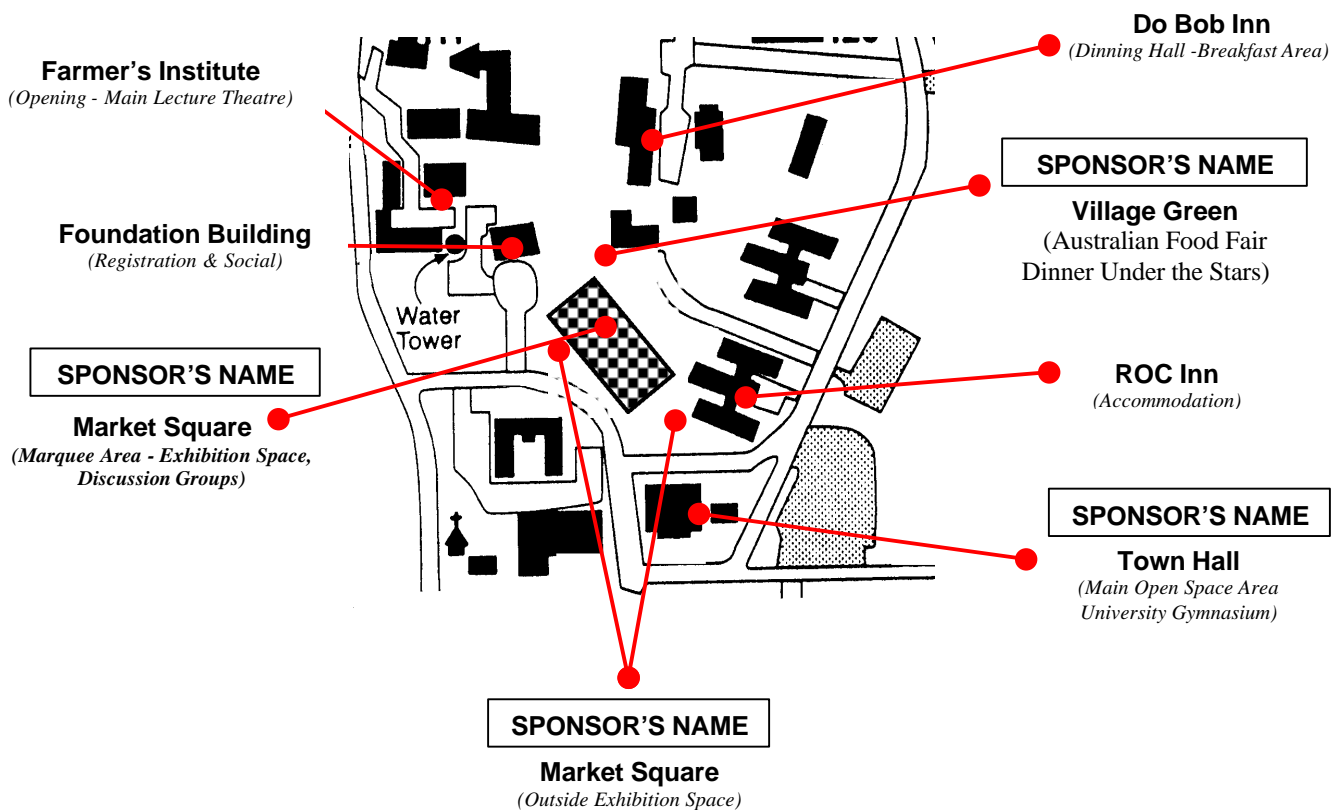 Do Bob Inn
(Dinning Hall -Breakfast Area)
Farmer's Institute
(Opening - Main Lecture Theatre)
SPONSOR'S NAME
Village Green
(Australian Food Fair
Dinner Under the Stars)
Foundation Building
(Registration & Social)
Water
Tower
SPONSOR'S NAME
Market Square
(Marquee Area - Exhibition Space,
Discussion Groups)
ROC Inn
(Accommodation)
SPONSOR'S NAME
Town Hall
(Main Open Space Area
University Gymnasium)
SPONSOR'S NAME
Market Square
(Outside Exhibition Space)